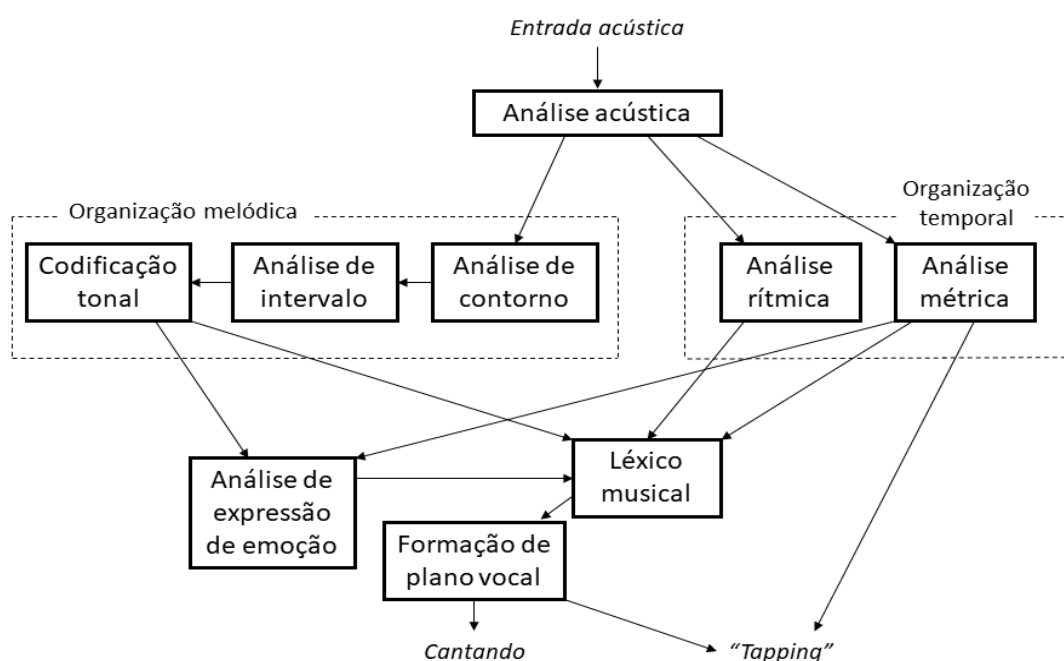 Entrada acústica
Análise acústica
Organização melódica
Organização
temporal
Codificação
tonal
Análise de
intervalo
Análise de
contorno
Análise
rítmica
Análise
métrica
Análise de
expressão
de emoção
Léxico
musical
Formação de
plano vocal
Cantando
“Tapping”